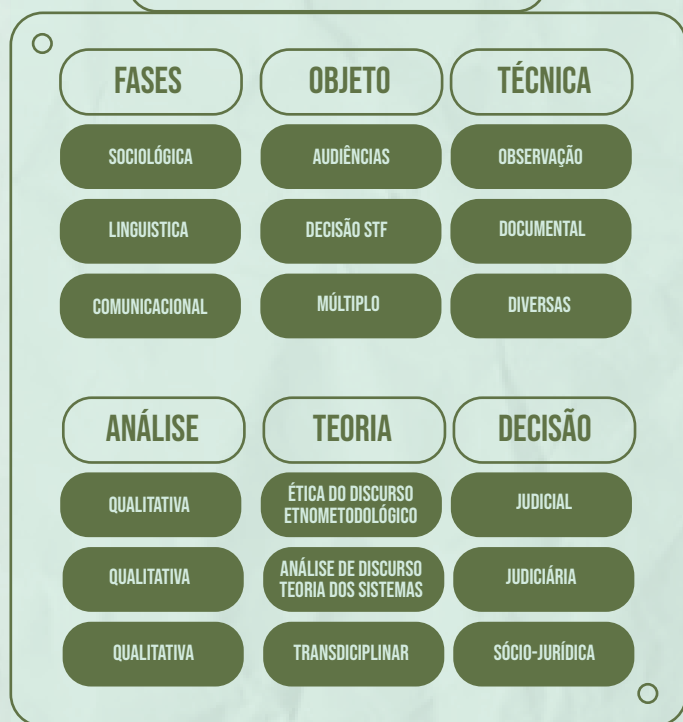 FASES OBJETO TÉCNICA
SOCIOLÓGICA AUDIÊNCIAS OBSERVAÇÃO
LINGUISTICA DECISÃO STF DOCUMENTAL
COMUNICACIONAL MÚLTIPLO DIVERSAS
ANÁLISE TEORIA DECISÃO
QUALITATIVA ÉTICA DO DISCURSO
ETNOMETODOLÓGICO JUDICIAL
QUALITATIVA ANÁLISE DE DISCURSO
TEORIA DOS SISTEMAS JUDICIÁRIA
QUALITATIVA TRANSDICIPLINAR SÓCIO-JURÍDICA